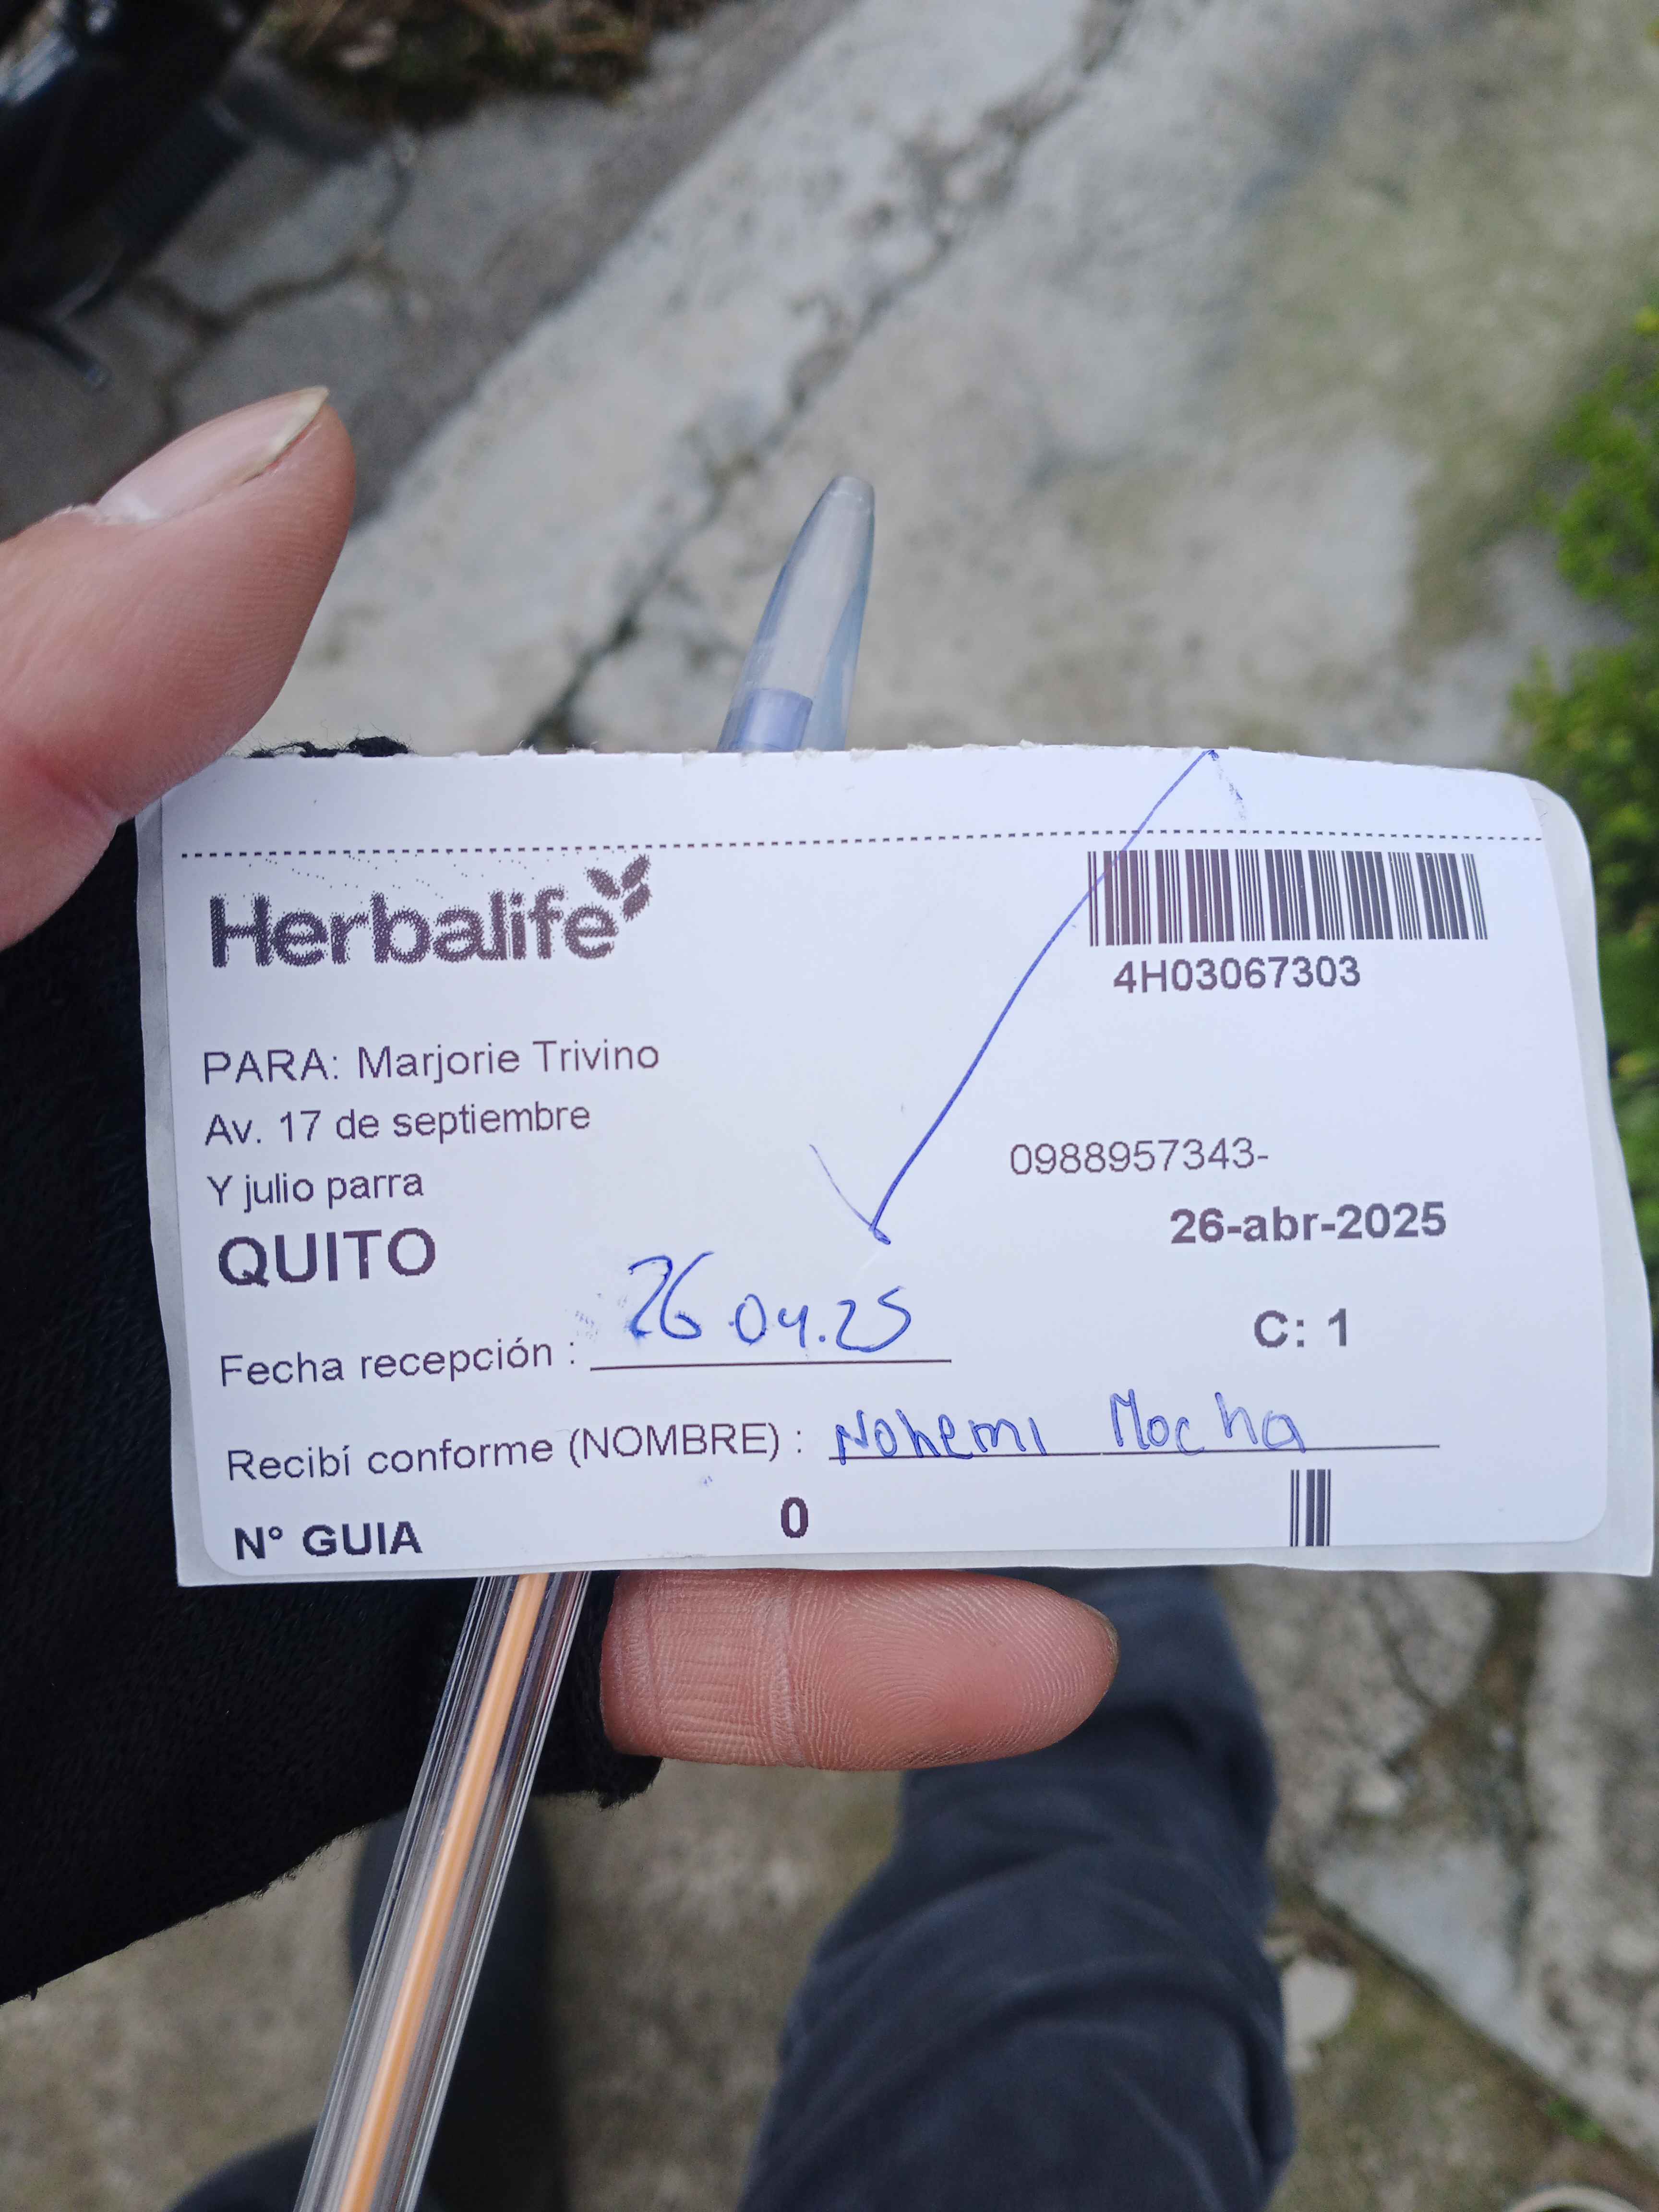 Herbalife
4H03067303
PARA: Marjorie Trivino
Av. 17 de septiembre
0988957343-
Y julio parra
26-abr-2025
QUITO
Fecha recepción : 26.04.25
C: 1
Recibí conforme (NOMBRE) : Nohemi Mocha
N° GUIA 0